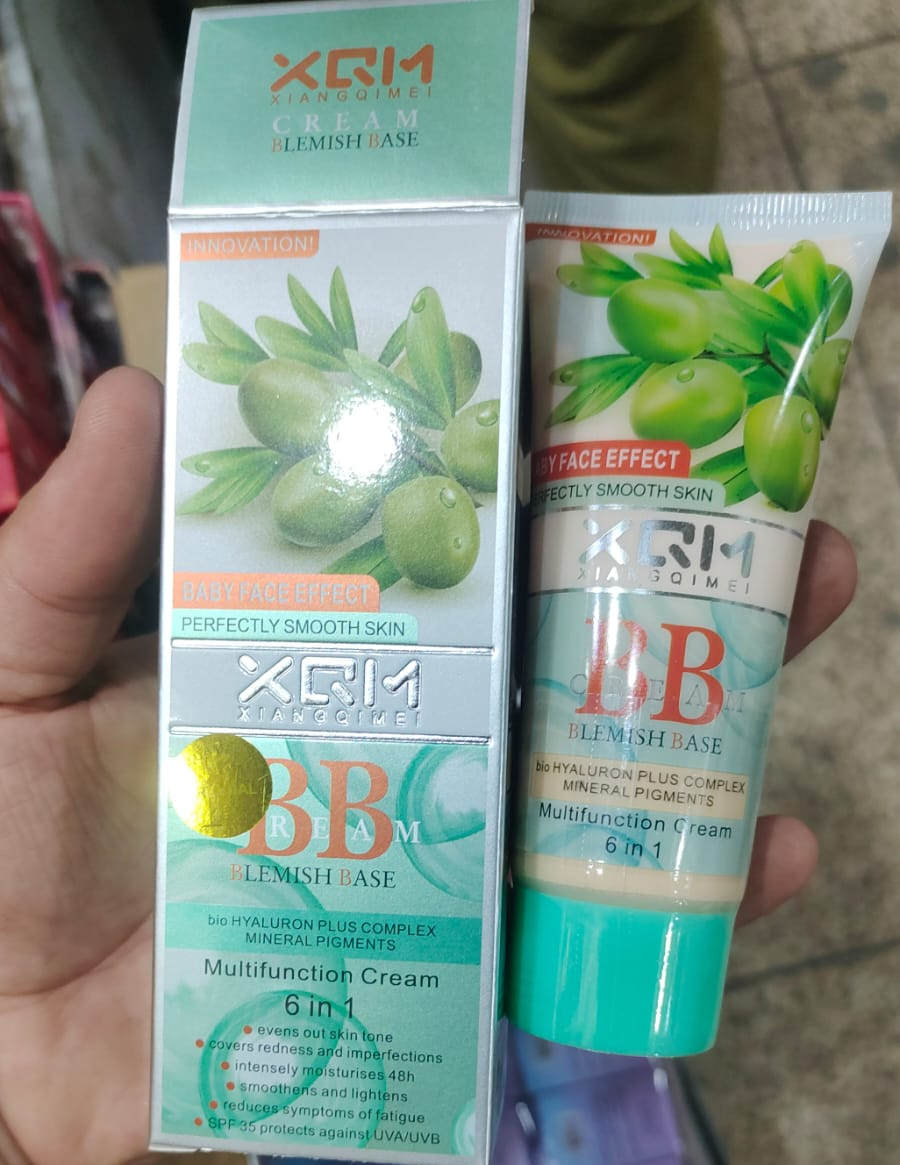 XQM
XIANGQIMEI
CREAM
BLEMISH BASE
INNOVATION!
BABY FACE EFFECT
PERFECTLY SMOOTH SKIN
XQM
XIANGQIMEI
BB
CREAM
BLEMISH BASE
bio HYALURON PLUS COMPLEX
MINERAL PIGMENTS
Multifunction Cream
6 in 1
evens out skin tone
covers redness and imperfections
intensely moisturises 48h
smoothens and lightens
reduces symptoms of fatigue
SPF 35 protects against UVA/UVB
INNOVATION!
ABY FACE EFFECT
ERFECTLY SMOOTH SKIN
XQM
XIANGQIMEI
BB
CREAM
BLEMISH BASE
bio HYALURON PLUS COMPLEX
MINERAL PIGMENTS
Multifunction Cream
6 in 1